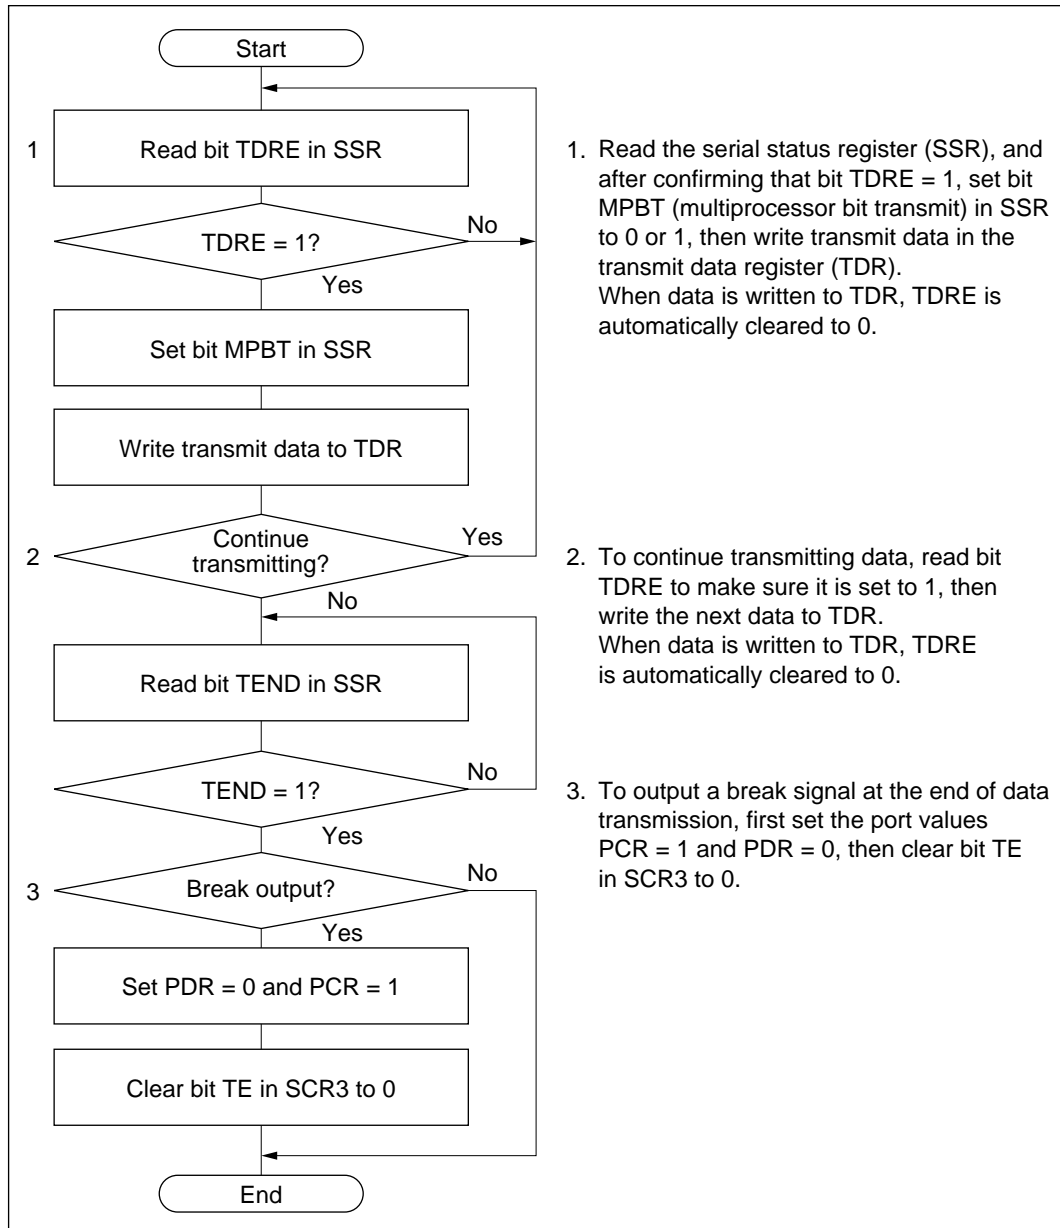 Start
1
Read bit TDRE in SSR
TDRE = 1?
No
Yes
Set bit MPBT in SSR
Write transmit data to TDR
2
Continue
transmitting?
Yes
No
Read bit TEND in SSR
TEND = 1?
No
Yes
3
Break output?
No
Yes
Set PDR = 0 and PCR = 1
Clear bit TE in SCR3 to 0
End
1. Read the serial status register (SSR), and
after confirming that bit TDRE = 1, set bit
MPBT (multiprocessor bit transmit) in SSR
to 0 or 1, then write transmit data in the
transmit data register (TDR).
When data is written to TDR, TDRE is
automatically cleared to 0.
2. To continue transmitting data, read bit
TDRE to make sure it is set to 1, then
write the next data to TDR.
When data is written to TDR, TDRE
is automatically cleared to 0.
3. To output a break signal at the end of data
transmission, first set the port values
PCR = 1 and PDR = 0, then clear bit TE
in SCR3 to 0.